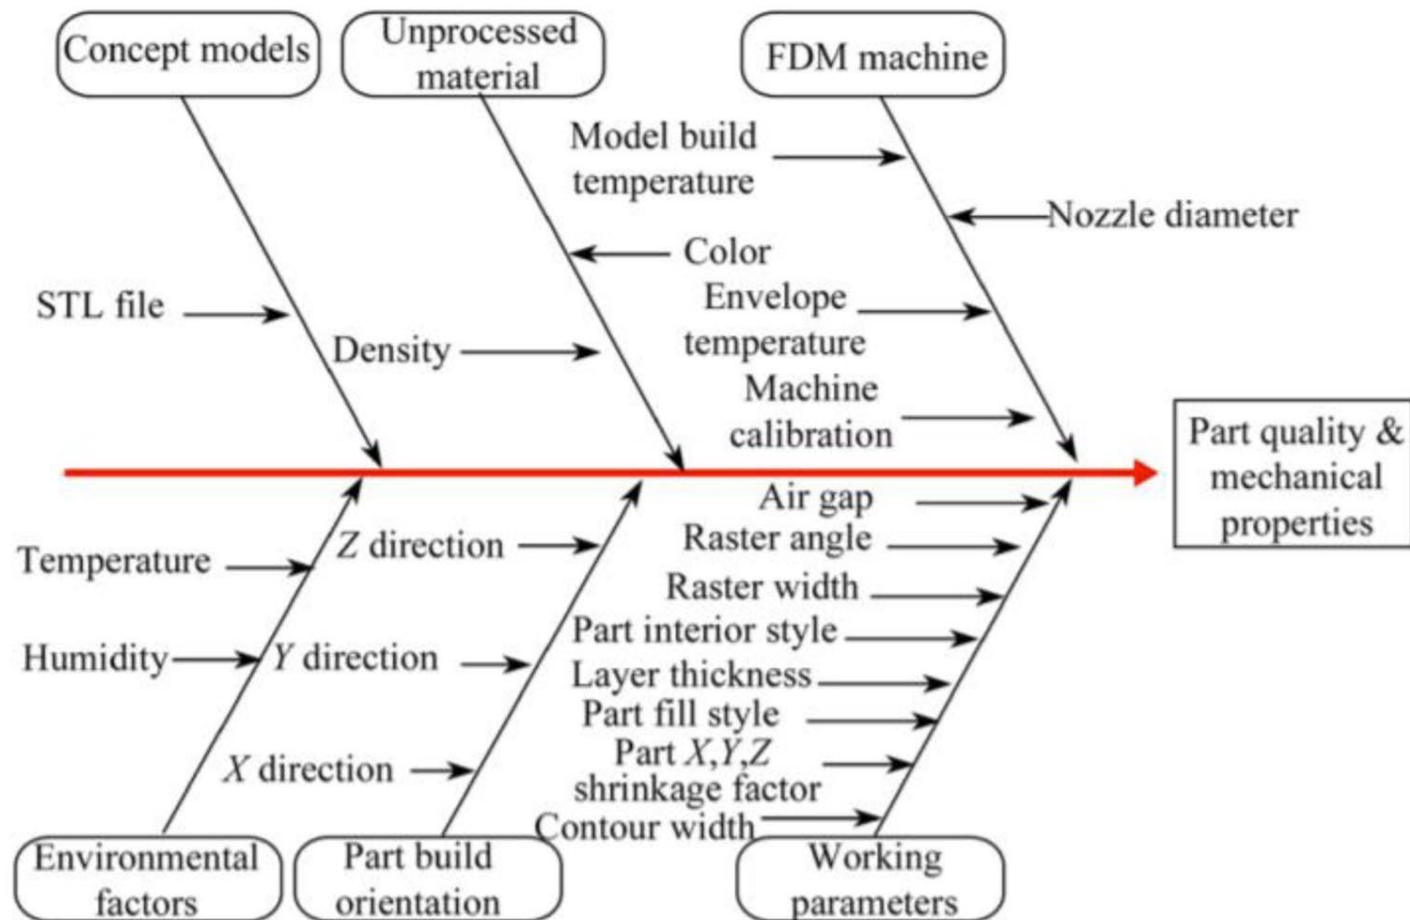 Concept models
Unprocessed
material
FDM machine
Model build
temperature
Nozzle diameter
Color
STL file
Envelope
temperature
Density
Machine
calibration
Part quality &
mechanical
properties
Air gap
Raster angle
Z direction
Temperature
Raster width
Part interior style
Humidity
Y direction
Layer thickness
Part fill style
Part X,Y,Z
shrinkage factor
X direction
Contour width
Environmental
factors
Part build
orientation
Working
parameters